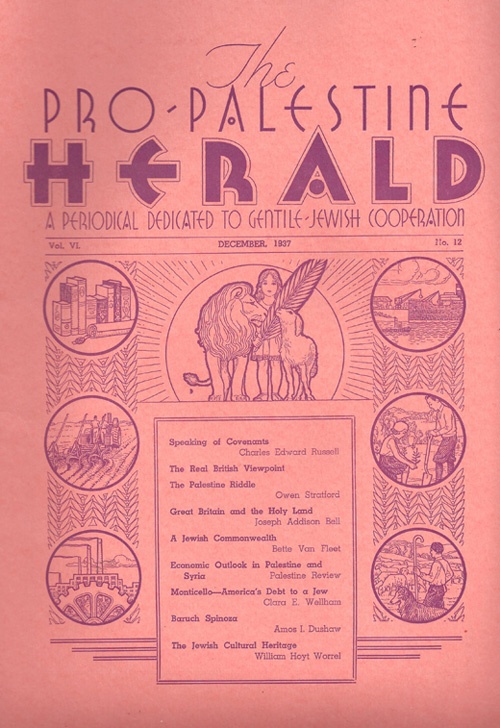 The
PRO-PALESTINE
HERALD
A PERIODICAL DEDICATED TO GENTILE-JEWISH COOPERATION
Vol. VI. DECEMBER, 1937 No. 12
Speaking of Covenants
Charles Edward Russell
The Real British Viewpoint
The Palestine Riddle
Owen Stratford
Great Britain and the Holy Land
Joseph Addison Bell
A Jewish Commonwealth
Bette Van Fleet
Economic Outlook in Palestine and
Syria Palestine Review
Monticello—America's Debt to a Jew
Clara E. Wellham
Baruch Spinosa
Amos I. Dushaw
The Jewish Cultural Heritage
William Hoyt Worrel